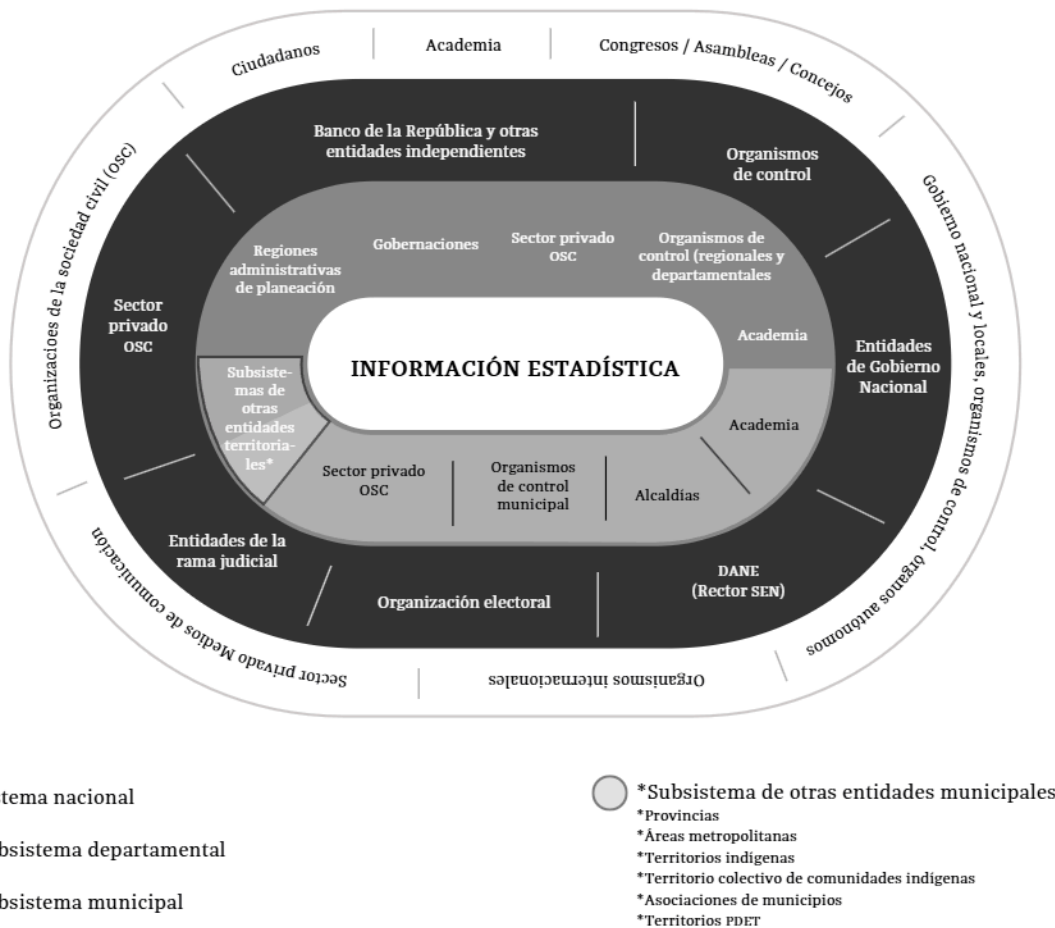 Ciudadanos
Academia
Congresos / Asambleas / Concejos
Organizacioes de la sociedad civil (OSC)
Gobierno nacional y locales, organismos de control, órganos autónomos
Sector privado Medios de comunicación
Organismos internacionales
Banco de la República y otras
entidades independientes
Organismos
de control
Sector
privado
OSC
Entidades
de Gobierno
Nacional
Entidades de la
rama judicial
Organización electoral
DANE
(Rector SEN)
Regiones
administrativas
de planeación
Gobernaciones
Sector privado
OSC
Organismos de
control (regionales y
departamentales
Academia
INFORMACIÓN ESTADÍSTICA
Subsiste-
mas de
otras
entidades
territoria-
les*
Sector privado
OSC
Organismos
de control
municipal
Alcaldías
Academia
stema nacional
bsistema departamental
bsistema municipal
*Subsistema de otras entidades municipales
*Provincias
*Áreas metropolitanas
*Territorios indígenas
*Territorio colectivo de comunidades indígenas
*Asociaciones de municipios
*Territorios PDET